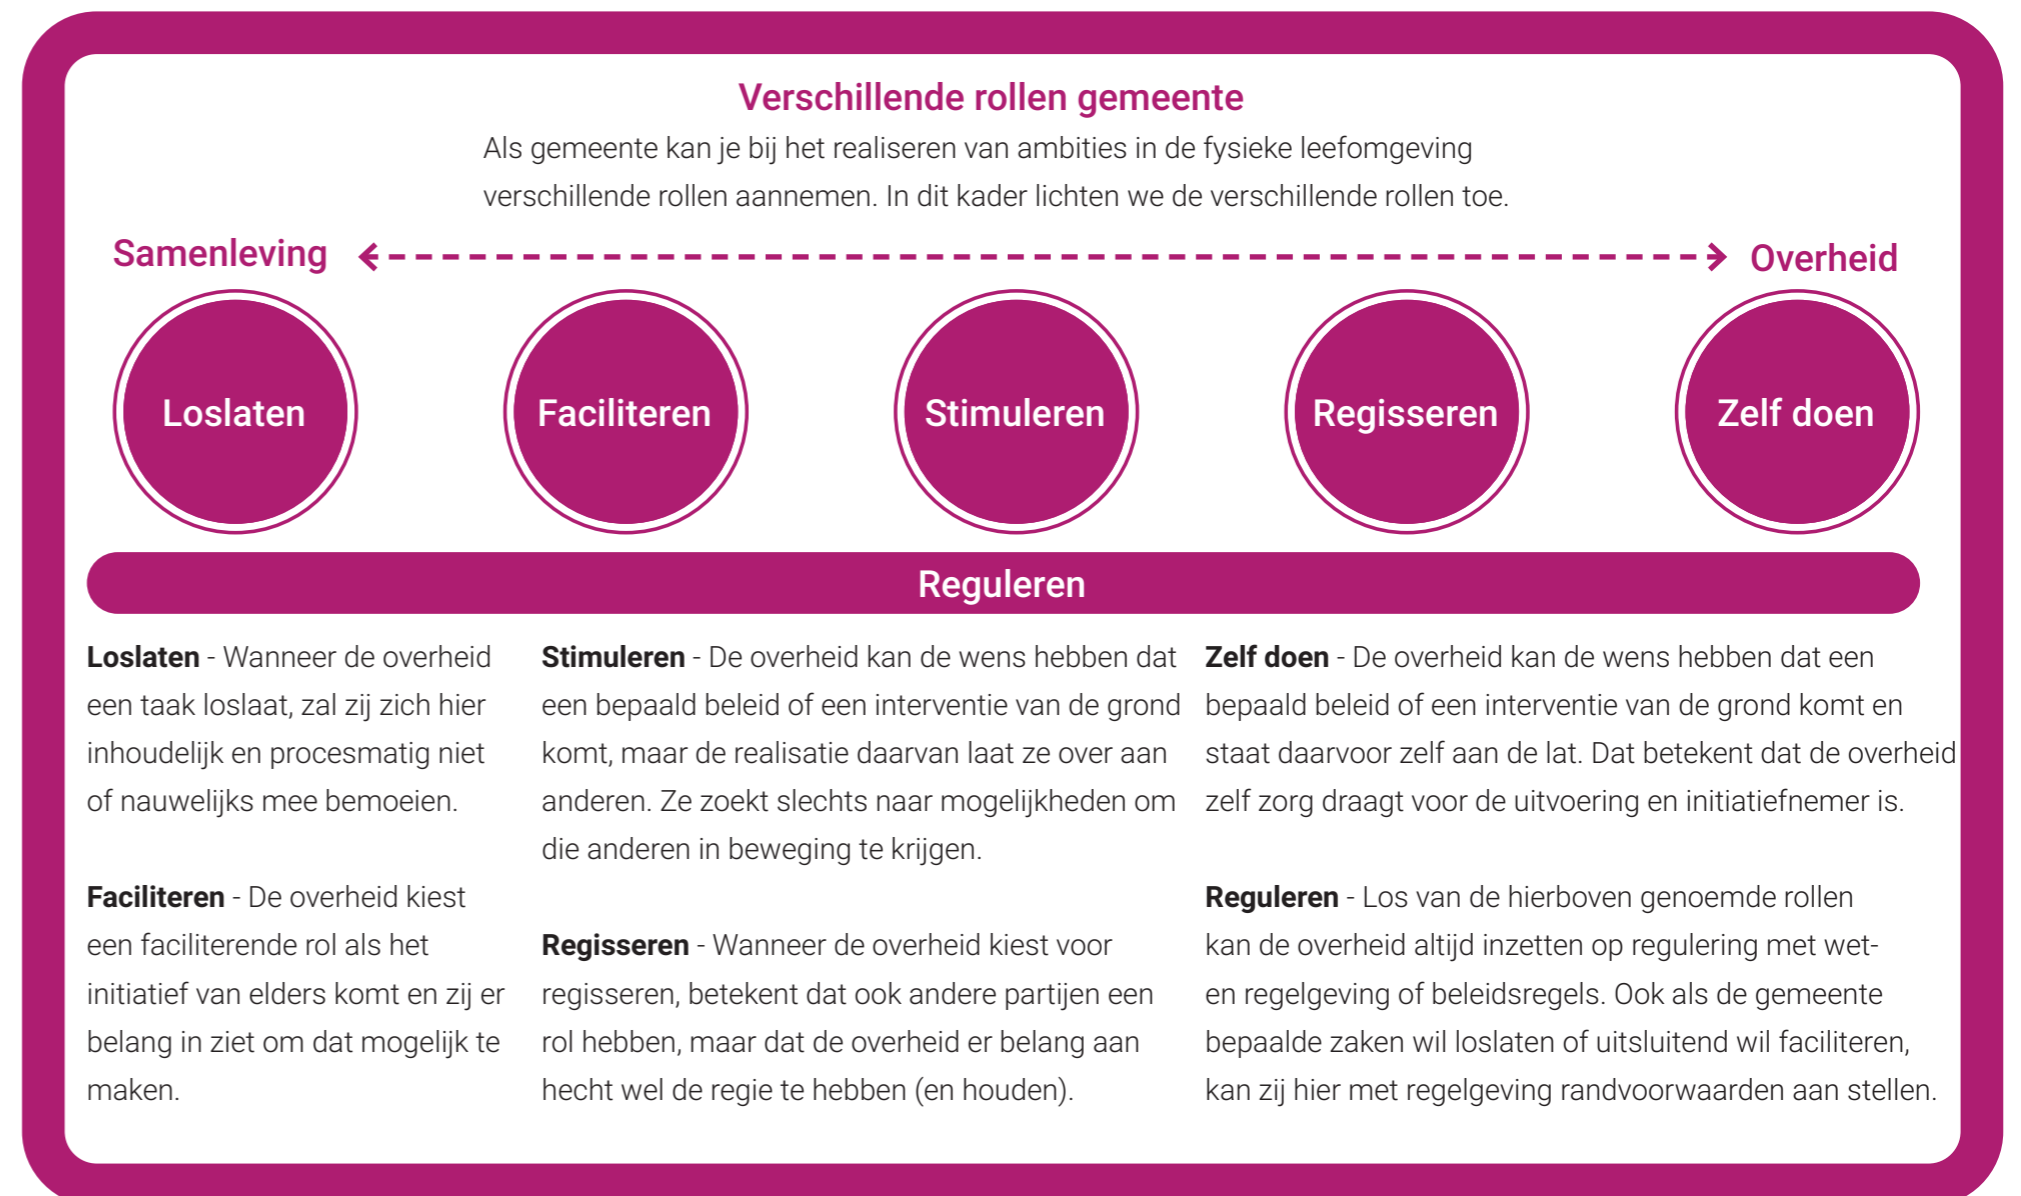 Verschillende rollen gemeente
Als gemeente kan je bij het realiseren van ambities in de fysieke leefomgeving
verschillende rollen aannemen. In dit kader lichten we de verschillende rollen toe.
Samenleving
Overheid
Loslaten
Faciliteren
Stimuleren
Regisseren
Zelf doen
Reguleren
Loslaten - Wanneer de overheid
een taak loslaat, zal zij zich hier
inhoudelijk en procesmatig niet
of nauwelijks mee bemoeien.
Faciliteren - De overheid kiest
een faciliterende rol als het
initiatief van elders komt en zij er
belang in ziet om dat mogelijk te
maken.
Stimuleren - De overheid kan de wens hebben dat
een bepaald beleid of een interventie van de grond
komt, maar de realisatie daarvan laat ze over aan
anderen. Ze zoekt slechts naar mogelijkheden om
die anderen in beweging te krijgen.
Regisseren - Wanneer de overheid kiest voor
regisseren, betekent dat ook andere partijen een
rol hebben, maar dat de overheid er belang aan
hecht wel de regie te hebben (en houden).
Zelf doen - De overheid kan de wens hebben dat een
bepaald beleid of een interventie van de grond komt en
staat daarvoor zelf aan de lat. Dat betekent dat de overheid
zelf zorg draagt voor de uitvoering en initiatiefnemer is.
Reguleren - Los van de hierboven genoemde rollen
kan de overheid altijd inzetten op regulering met wet-
en regelgeving of beleidsregels. Ook als de gemeente
bepaalde zaken wil loslaten of uitsluitend wil faciliteren,
kan zij hier met regelgeving randvoorwaarden aan stellen.